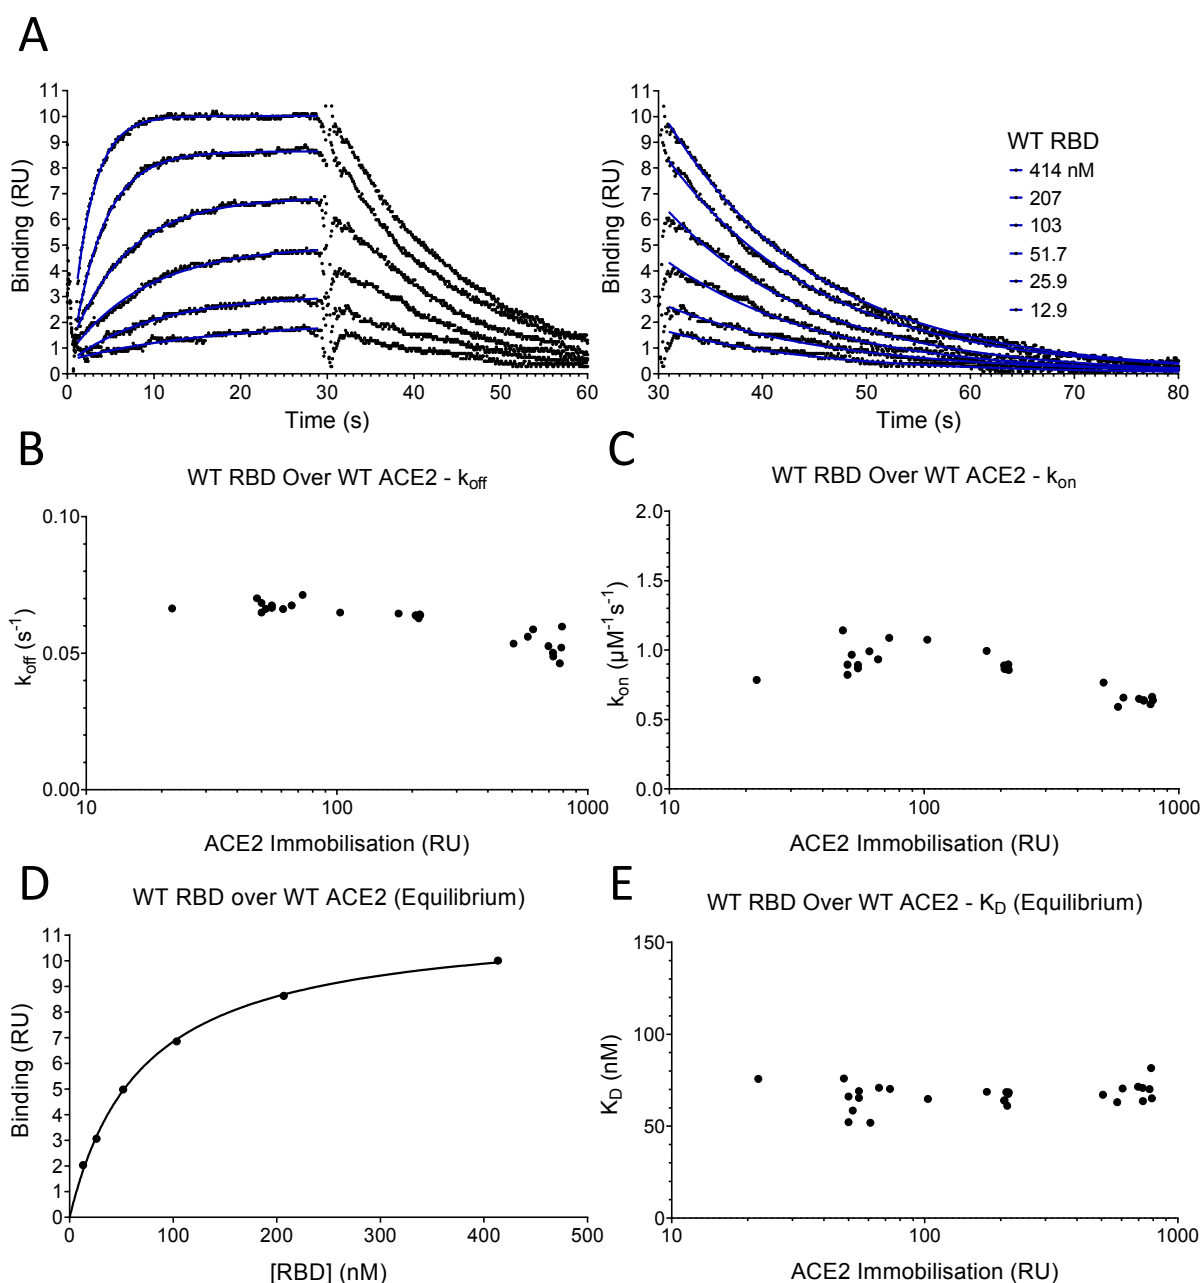 A
11
10
9
8
7
6
5
4
3
2
1
0
Binding (RU)
0 10 20 30 40 50 60
Time (s)
11
10
9
8
7
6
5
4
3
2
1
0
Binding (RU)
30 40 50 60 70 80
Time (s)
WT RBD
414 nM
207
103
51.7
25.9
12.9
B
WT RBD Over WT ACE2 - koff
0.10
0.05
0.00
koff (s-1)
10 100 1000
ACE2 Immobilisation (RU)
C
WT RBD Over WT ACE2 - kon
2.0
1.5
1.0
0.5
0.0
kon (µM-1s-1)
10 100 1000
ACE2 Immobilisation (RU)
D
WT RBD over WT ACE2 (Equilibrium)
11
10
9
8
7
6
5
4
3
2
1
0
Binding (RU)
0 100 200 300 400 500
[RBD] (nM)
E
WT RBD Over WT ACE2 - KD (Equilibrium)
150
100
50
0
KD (nM)
10 100 1000
ACE2 Immobilisation (RU)